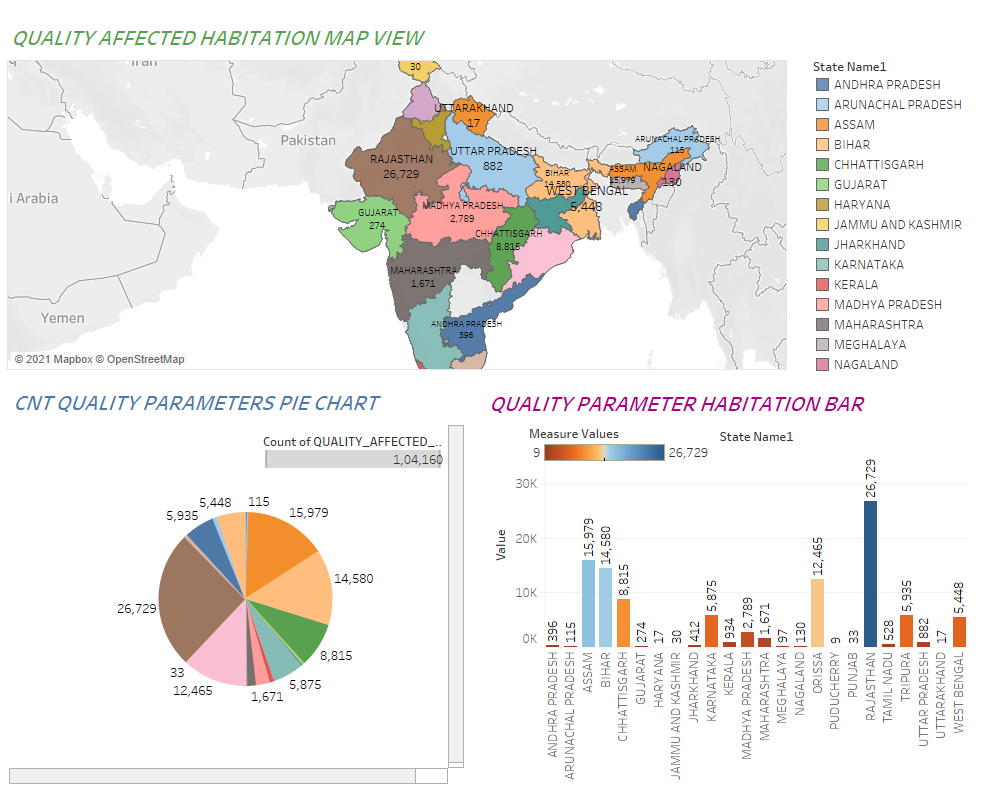 QUALITY AFFECTED HABITATION MAP VIEW
Iran
Pakistan
i Arabia
Yemen
30
UTTARAKHAND
17
UTTAR PRADESH
882
RAJASTHAN
26,729
ARUNACHAL PRADESH
115
ASSAM
15,979
NAGALAND
130
BIHAR
14,580
WEST BENGAL
5,448
MADHYA PRADESH
2,789
GUJARAT
274
CHHATTISGARH
8,815
MAHARASHTRA
1,671
ANDHRA PRADESH
396
© 2021 Mapbox © OpenStreetMap
State Name1
ANDHRA PRADESH
ARUNACHAL PRADESH
ASSAM
BIHAR
CHHATTISGARH
GUJARAT
HARYANA
JAMMU AND KASHMIR
JHARKHAND
KARNATAKA
KERALA
MADHYA PRADESH
MAHARASHTRA
MEGHALAYA
NAGALAND
CNT QUALITY PARAMETERS PIE CHART
Count of QUALITY_AFFECTED_..
1,04,160
5,448
115
5,935
15,979
14,580
26,729
8,815
33
12,465
5,875
1,671
QUALITY PARAMETER HABITATION BAR
Measure Values
9
26,729
State Name1
Value
30K
20K
10K
0K
396
115
15,979
14,580
8,815
274
17
30
412
5,875
934
2,789
1,671
97
130
12,465
9
33
26,729
528
5,935
882
17
5,448
ANDHRA PRADESH
ARUNACHAL PRADESH
ASSAM
BIHAR
CHHATTISGARH
GUJARAT
HARYANA
JAMMU AND KASHMIR
JHARKHAND
KARNATAKA
KERALA
MADHYA PRADESH
MAHARASHTRA
MEGHALAYA
NAGALAND
ORISSA
PUDUCHERRY
PUNJAB
RAJASTHAN
TAMIL NADU
TRIPURA
UTTAR PRADESH
UTTARAKHAND
WEST BENGAL